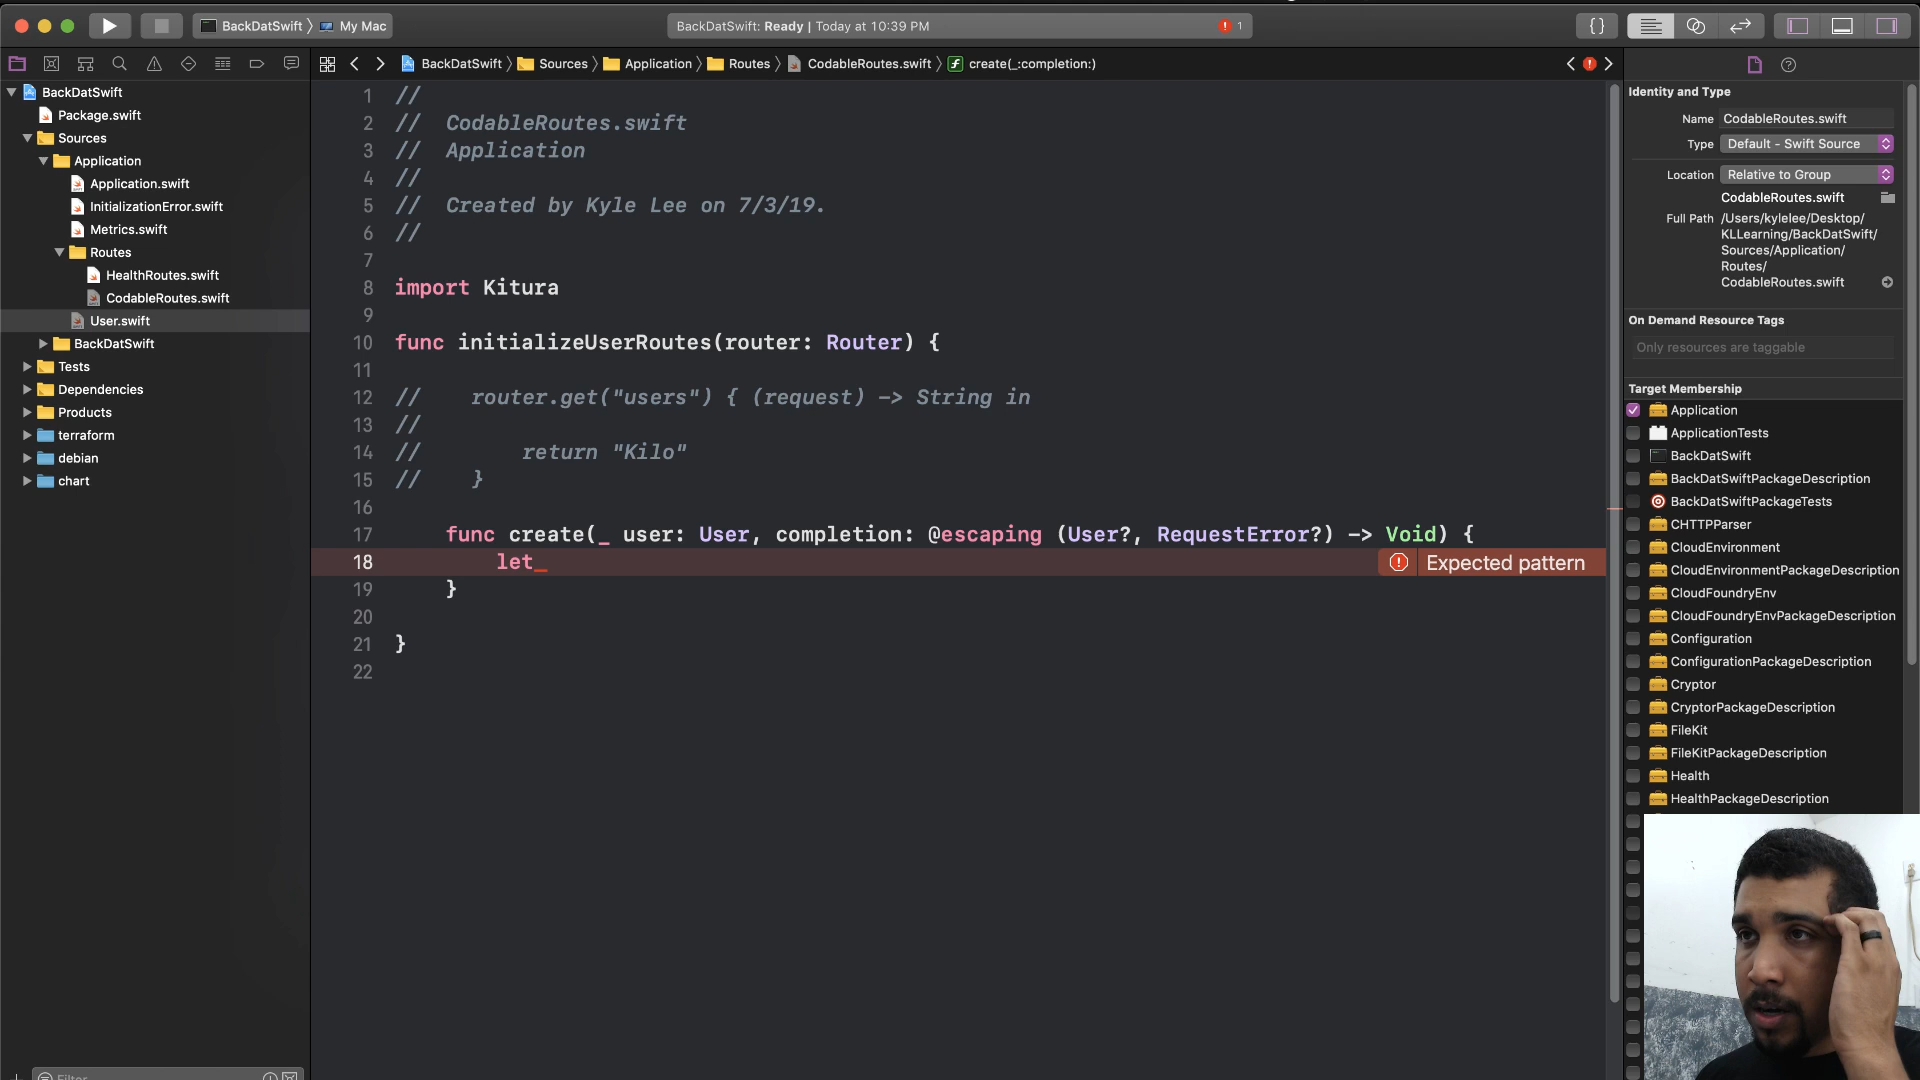 BackDatSwift 〉 My Mac
BackDatSwift: Ready | Today at 10:39 PM
1
{}
BackDatSwift 〉 Sources 〉 Application 〉 Routes 〉 CodableRoutes.swift 〉 create(_:completion:)
BackDatSwift
Package.swift
Sources
Application
Application.swift
InitializationError.swift
Metrics.swift
Routes
HealthRoutes.swift
CodableRoutes.swift
User.swift
BackDatSwift
Tests
Dependencies
Products
terraform
debian
chart
Filter
1 //
2 //  CodableRoutes.swift
3 //  Application
4 //
5 //  Created by Kyle Lee on 7/3/19.
6 //
7
8 import Kitura
9
10 func initializeUserRoutes(router: Router) {
11
12 //    router.get("users") { (request) -> String in
13 //
14 //        return "Kilo"
15 //    }
16
17     func create(_ user: User, completion: @escaping (User?, RequestError?) -> Void) {
18         let_ Expected pattern
19     }
20
21 }
22
Identity and Type
Name CodableRoutes.swift
Type Default - Swift Source
Location Relative to Group
CodableRoutes.swift
Full Path /Users/kylelee/Desktop/
KLLearning/BackDatSwift/
Sources/Application/
Routes/
CodableRoutes.swift
On Demand Resource Tags
Only resources are taggable
Target Membership
Application
ApplicationTests
BackDatSwift
BackDatSwiftPackageDescription
BackDatSwiftPackageTests
CHTTPParser
CloudEnvironment
CloudEnvironmentPackageDescription
CloudFoundryEnv
CloudFoundryEnvPackageDescription
Configuration
ConfigurationPackageDescription
Cryptor
CryptorPackageDescription
FileKit
FileKitPackageDescription
Health
HealthPackageDescription